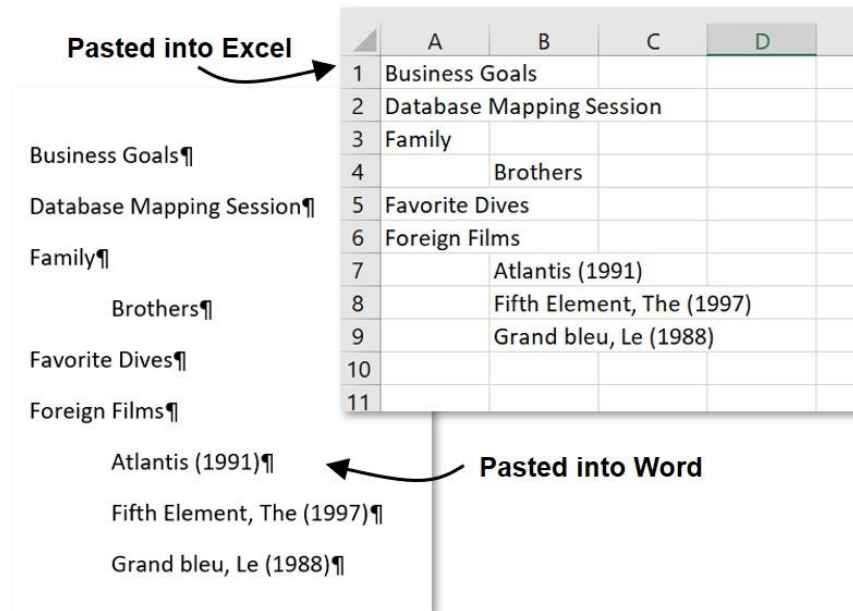 Pasted into Excel
A B C D
1 Business Goals
2 Database Mapping Session
3 Family
4 Brothers
5 Favorite Dives
6 Foreign Films
7 Atlantis (1991)
8 Fifth Element, The (1997)
9 Grand bleu, Le (1988)
10
11
Business Goals¶
Database Mapping Session¶
Family¶
Brothers¶
Favorite Dives¶
Foreign Films¶
Atlantis (1991)¶
Fifth Element, The (1997)¶
Grand bleu, Le (1988)¶
Pasted into Word